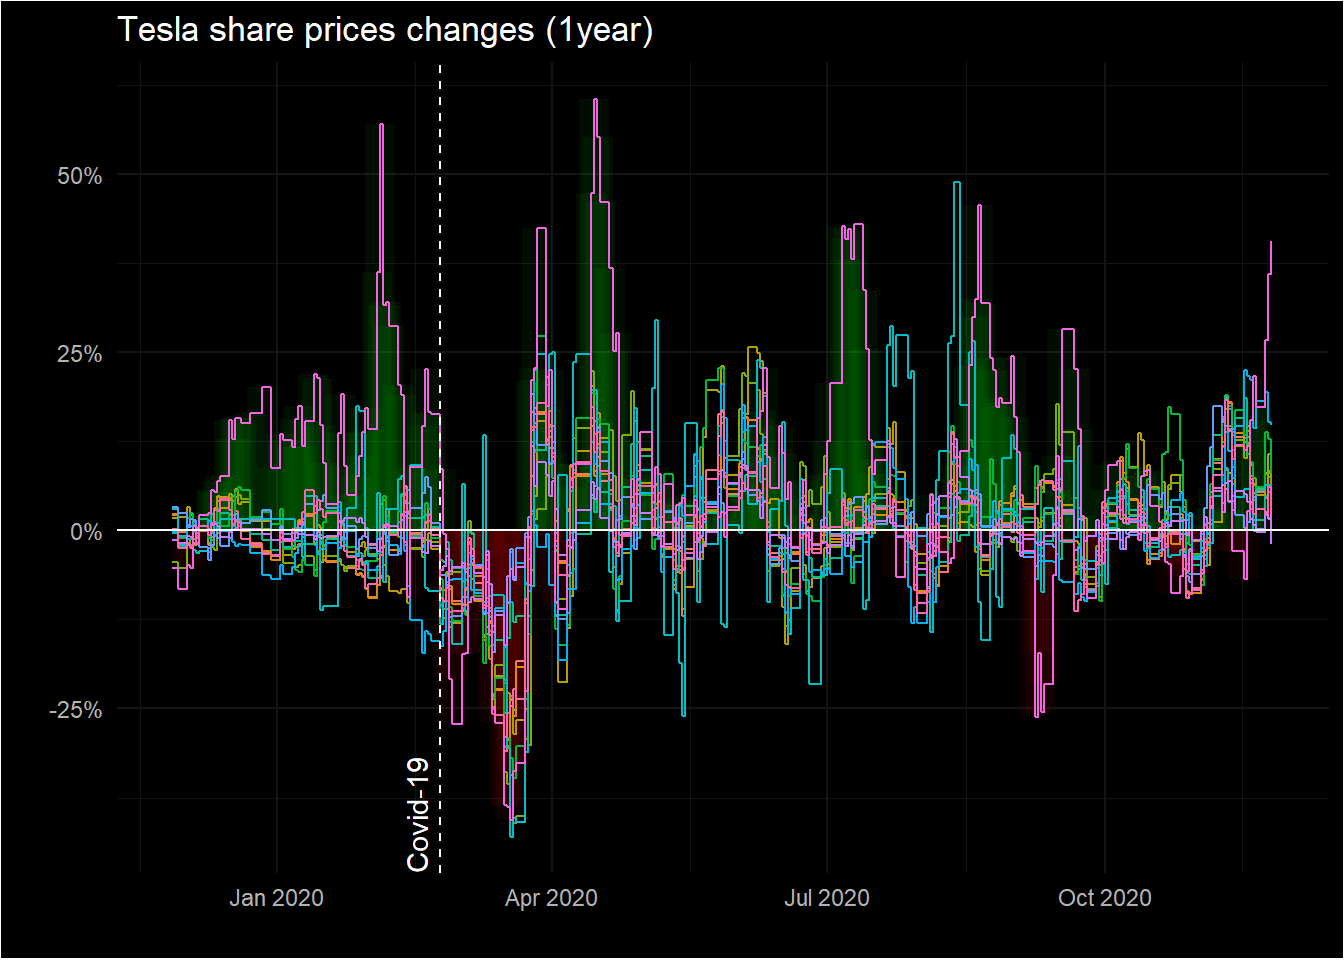 Tesla share prices changes (1year)
50%
25%
0%
-25%
Covid-19
Jan 2020
Apr 2020
Jul 2020
Oct 2020